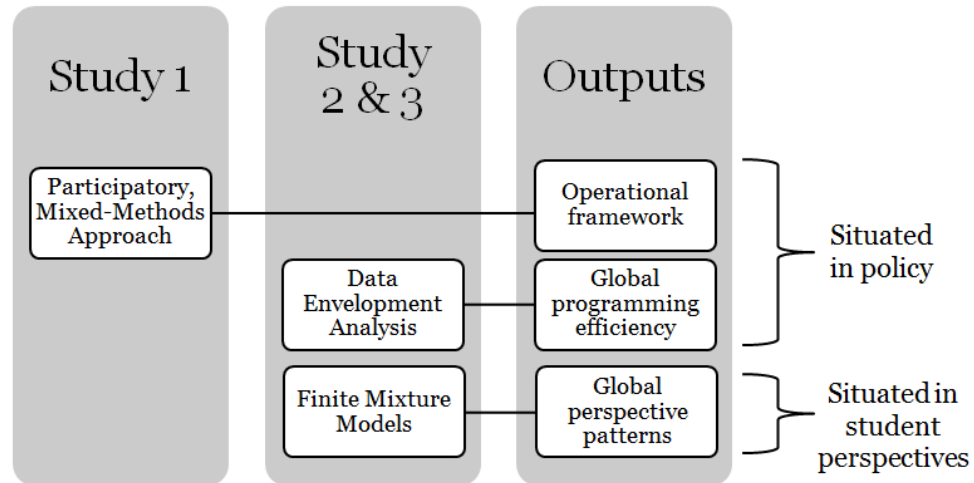 Study 1
Study
2 & 3
Outputs
Participatory,
Mixed-Methods
Approach
Operational
framework
Data
Envelopment
Analysis
Global
programming
efficiency
Situated
in policy
Finite Mixture
Models
Global
perspective
patterns
Situated in
student
perspectives